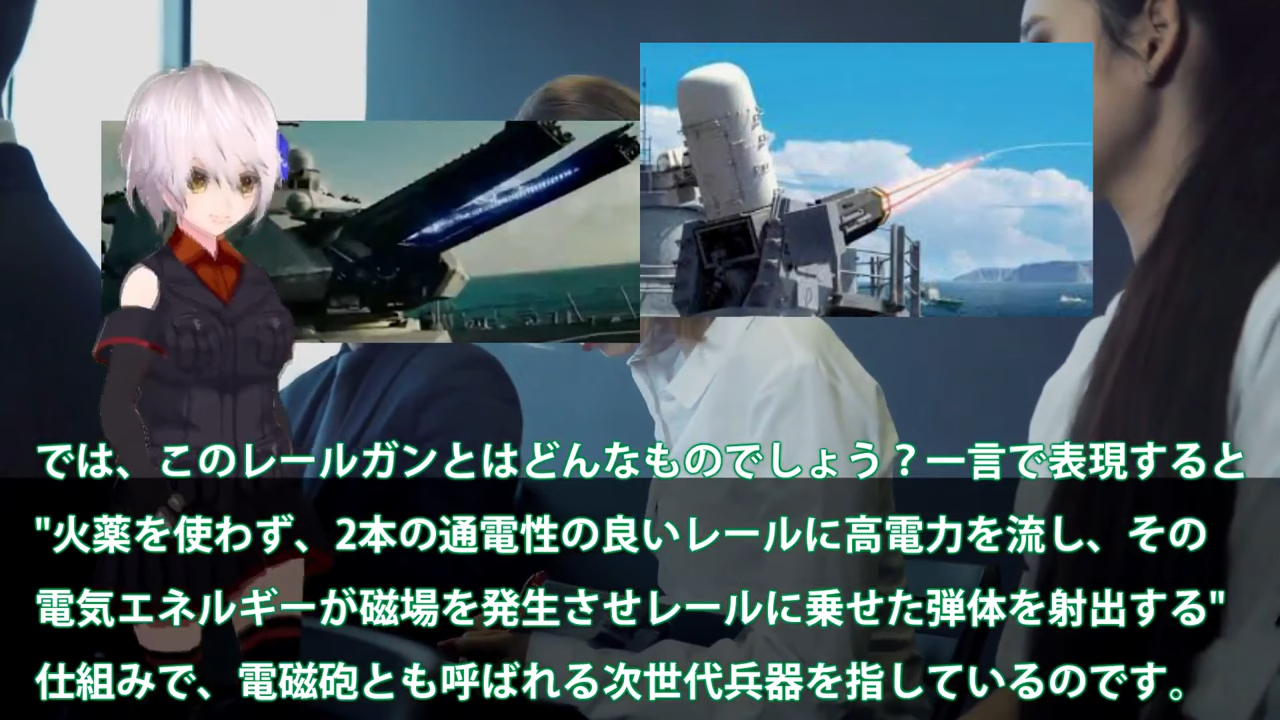 では、このレールガンとはどんなものでしょう？一言で表現すると
"火薬を使わず、2本の通電性の良いレールに高電力を流し、その
電気エネルギーが磁場を発生させレールに乗せた弾体を射出する"
仕組みで、電磁砲とも呼ばれる次世代兵器を指しているのです。